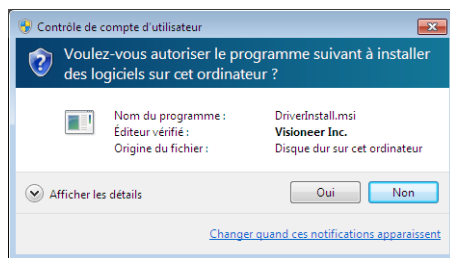 Contrôle de compte d'utilisateur
Voulez-vous autoriser le programme suivant à installer
des logiciels sur cet ordinateur ?
Nom du programme : DriverInstall.msi
Éditeur vérifié : Visioneer Inc.
Origine du fichier : Disque dur sur cet ordinateur
Afficher les détails Oui Non
Changer quand ces notifications apparaissent